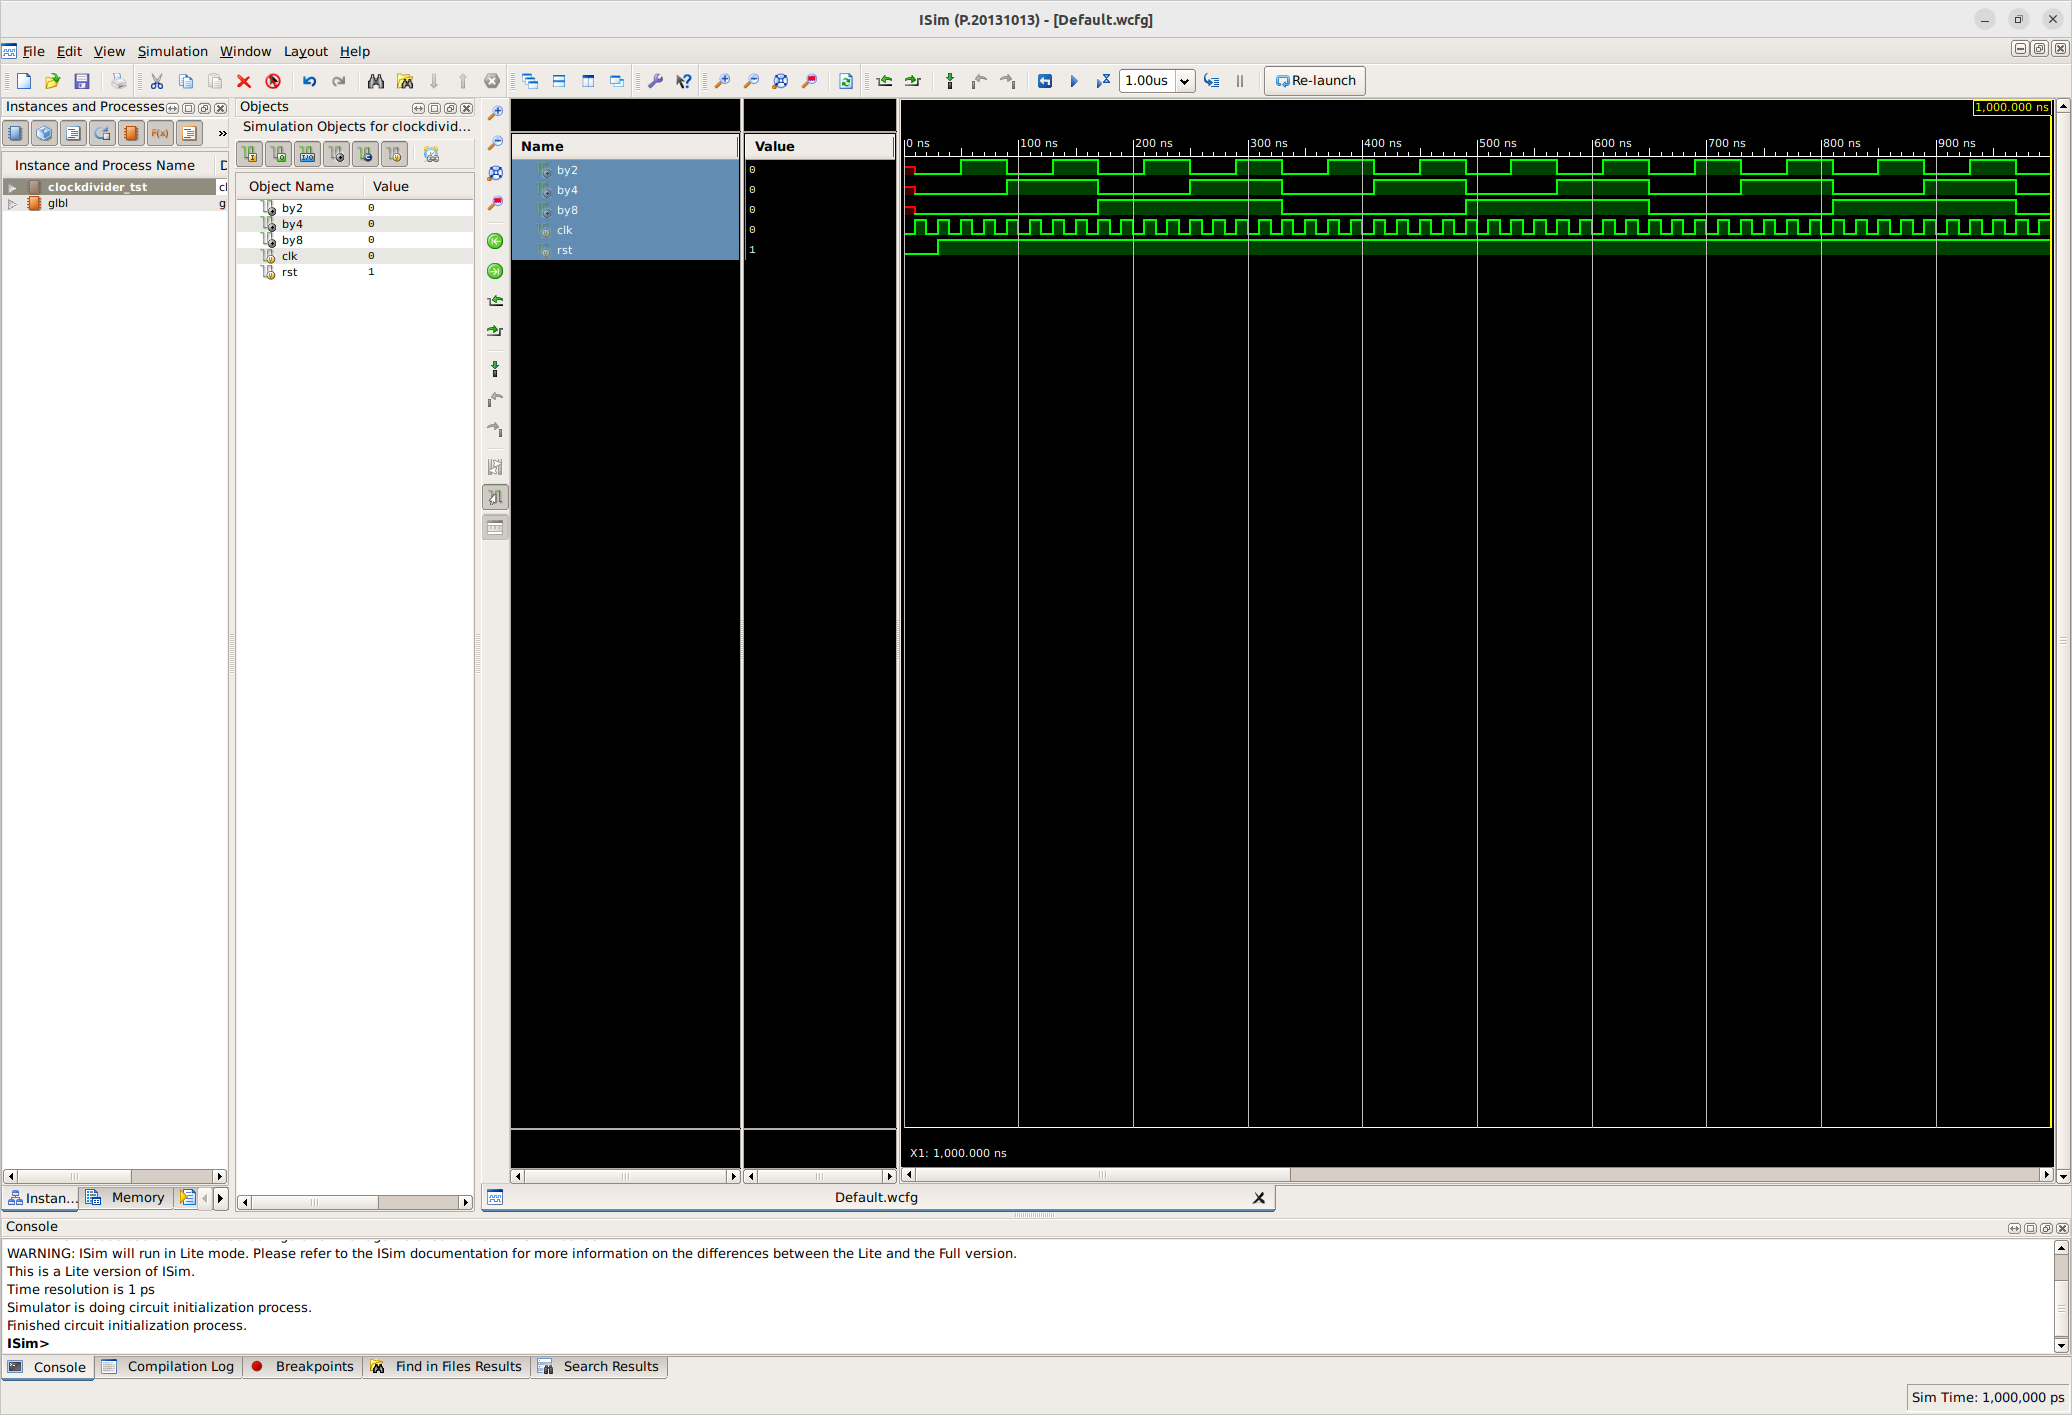 ISim (P.20131013) - [Default.wcfg]
File Edit View Simulation Window Layout Help
1.00us Re-launch
Instances and Processes
Objects
Simulation Objects for clockdivid...
Instance and Process Name
clockdivider_tst
glbl g
Object Name Value
by2 0
by4 0
by8 0
clk 0
rst 1
Name Value
by2 0
by4 0
by8 0
clk 0
rst 1
1,000.000 ns
0 ns 100 ns 200 ns 300 ns 400 ns 500 ns 600 ns 700 ns 800 ns 900 ns
X1: 1,000.000 ns
Instan... Memory
Default.wcfg
Console
WARNING: ISim will run in Lite mode. Please refer to the ISim documentation for more information on the differences between the Lite and the Full version.
This is a Lite version of ISim.
Time resolution is 1 ps
Simulator is doing circuit initialization process.
Finished circuit initialization process.
ISim>
Console Compilation Log Breakpoints Find in Files Results Search Results
Sim Time: 1,000,000 ps